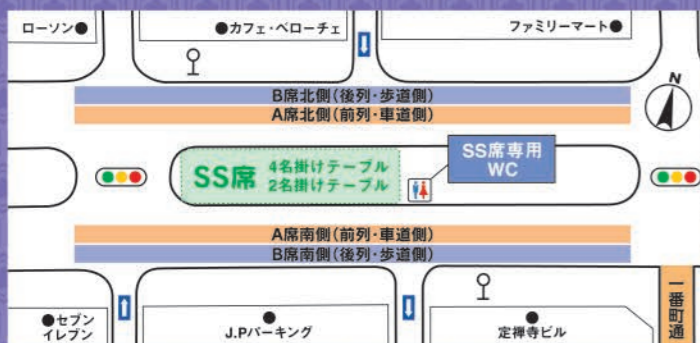 ローソン●
●カフェ・ベローチェ
ファミリーマート●
N
B席北側(後列・歩道側)
A席北側(前列・車道側)
SS席
4名掛けテーブル
2名掛けテーブル
SS席専用
WC
A席南側(前列・車道側)
B席南側(後列・歩道側)
●セブン
イレブン
J.Pパーキング
定禅寺ビル
一番町通